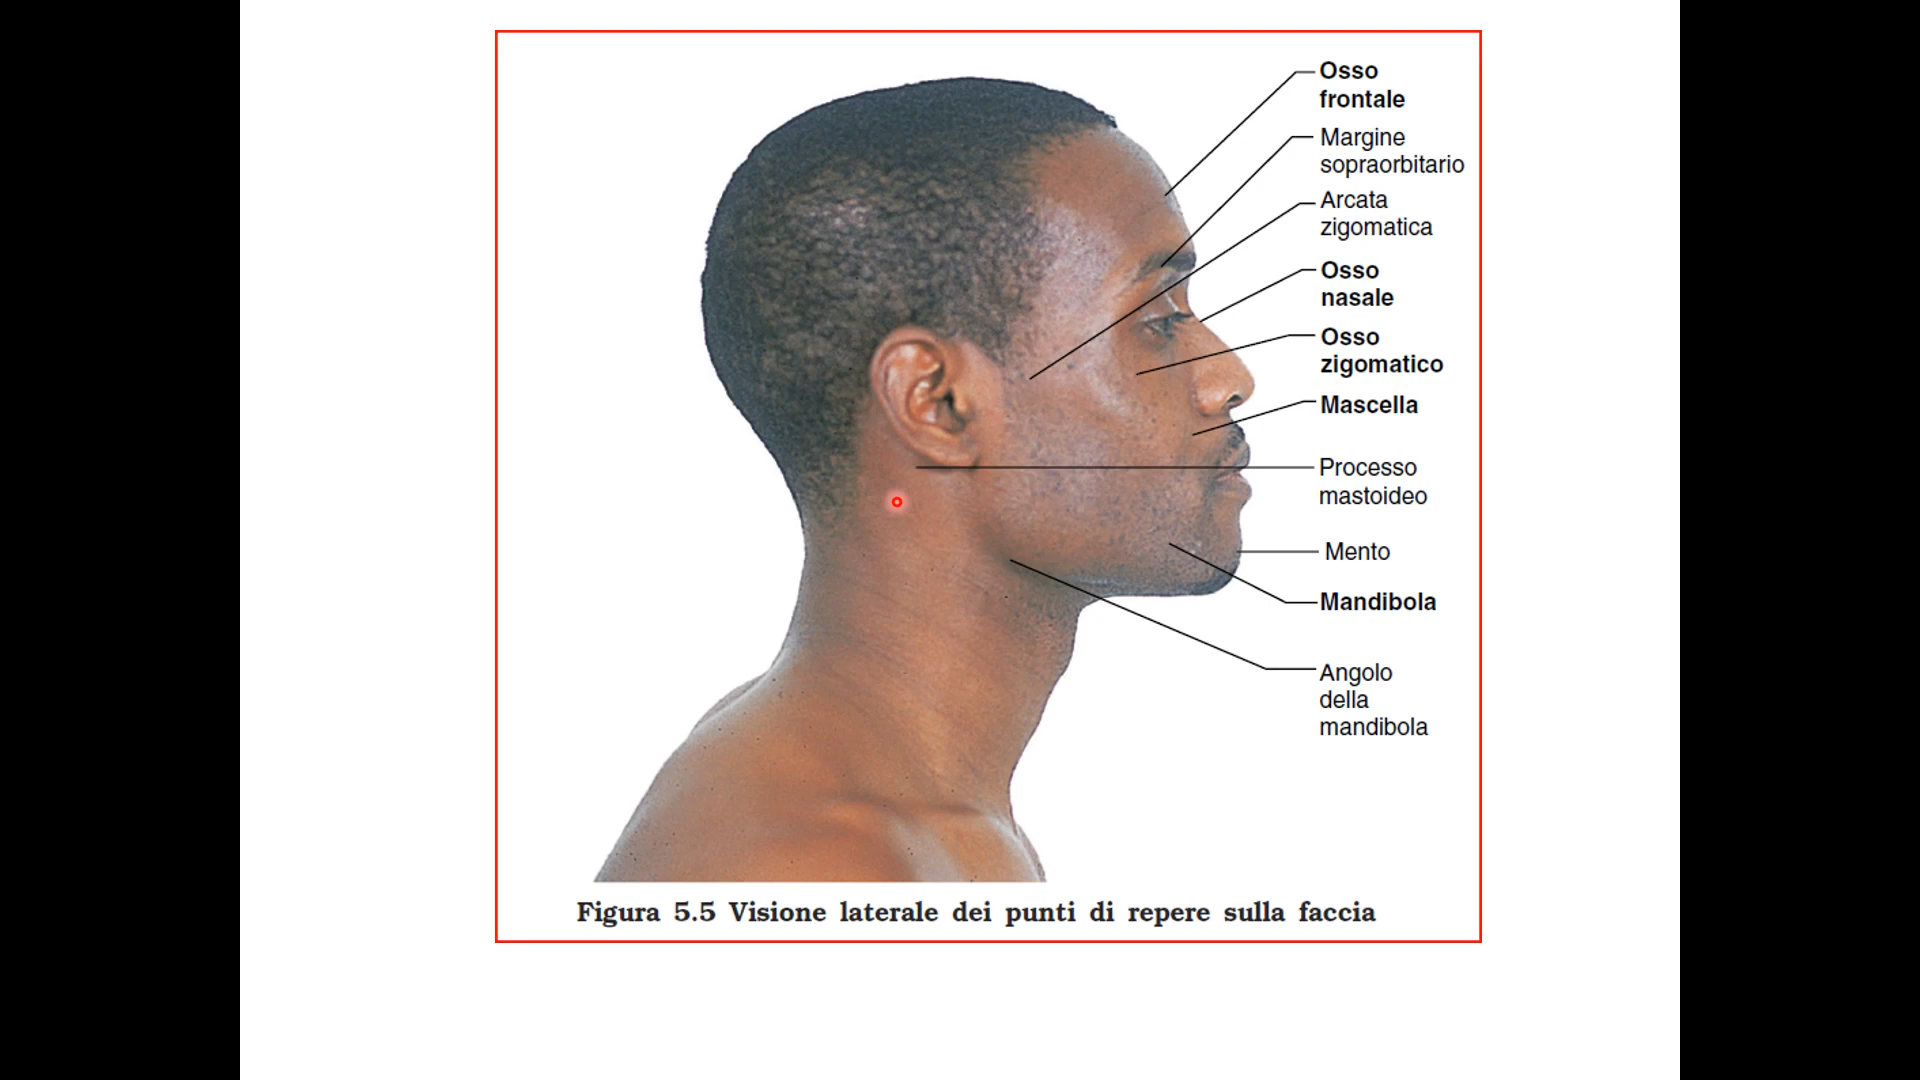 Osso
frontale
Margine
sopraorbitario
Arcata
zigomatica
Osso
nasale
Osso
zigomatico
Mascella
Processo
mastoideo
Mento
Mandibola
Angolo
della
mandibola
Figura 5.5 Visione laterale dei punti di repere sulla faccia